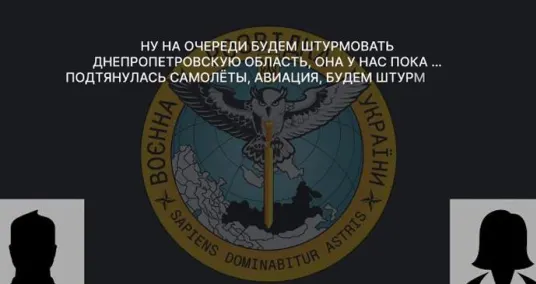 НУ НА ОЧЕРЕДИ БУДЕМ ШТУРМОВАТЬ
ДНЕПРОПЕТРОВСКУЮ ОБЛАСТЬ, ОНА У НАС ПОКА ...
ПОДТЯНУЛАСЬ САМОЛЁТЫ, АВИАЦИЯ, БУДЕМ ШТУРМ
ВОЄННА РОЗВІДКА УКРАЇНИ
SAPIENS DOMINABITUR ASTRIS